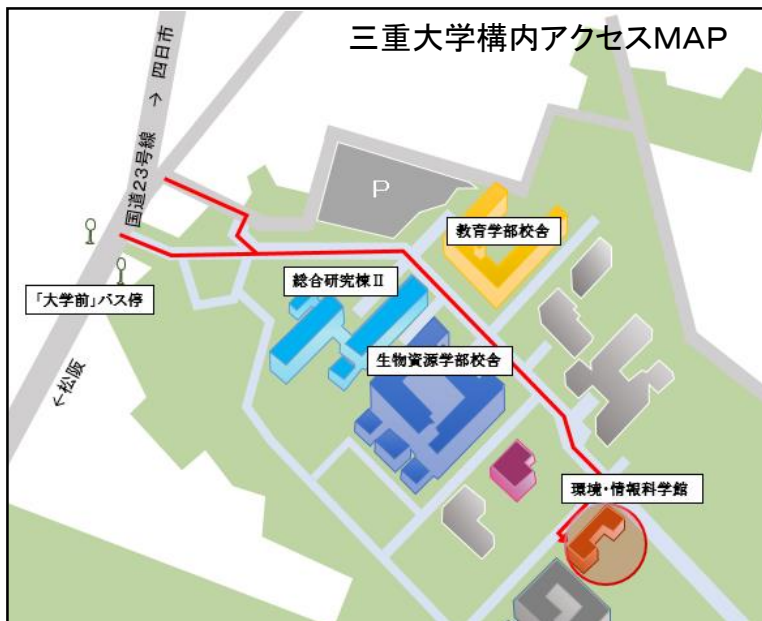 三重大学構内アクセスMAP
国道23号線 → 四日市
P
教育学部校舎
総合研究棟Ⅱ
「大学前」バス停
生物資源学部校舎
←松阪
環境・情報科学館